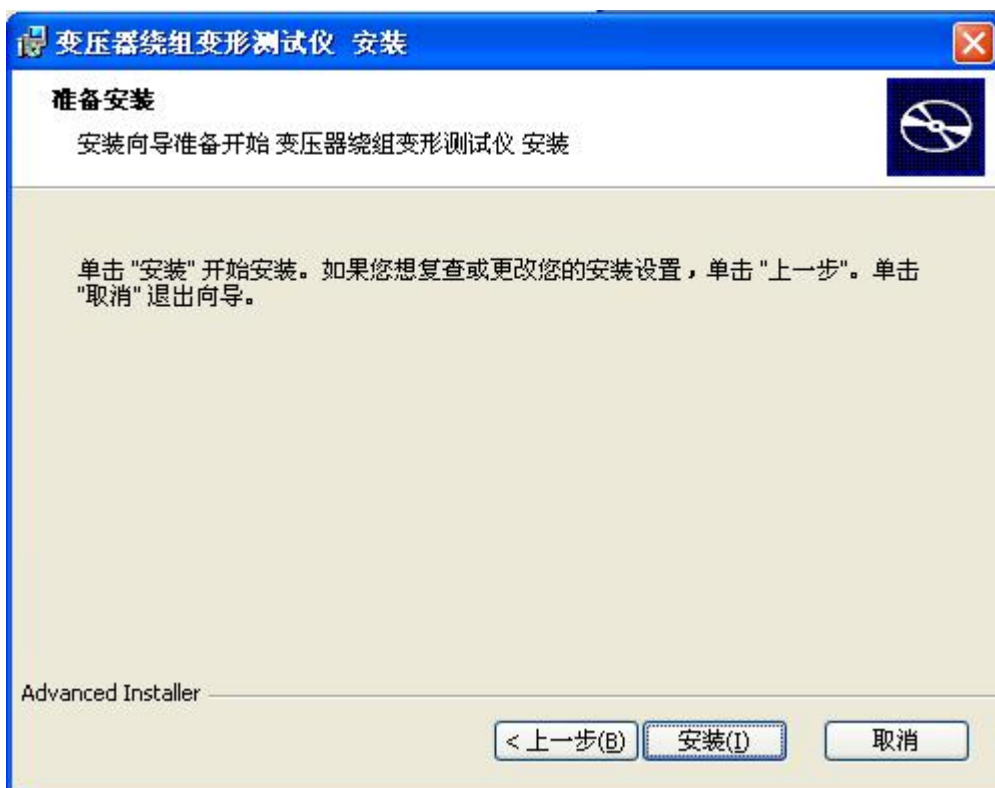 变压器绕组变形测试仪 安装
准备安装
安装向导准备开始 变压器绕组变形测试仪 安装
单击 "安装" 开始安装。如果您想复查或更改您的安装设置，单击 "上一步"。单击
"取消" 退出向导。
Advanced Installer
< 上一步(B) 安装(I) 取消